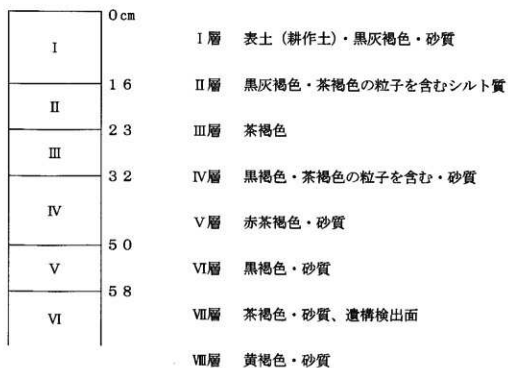 0cm
Ⅰ
16
Ⅱ
23
Ⅲ
32
Ⅳ
50
Ⅴ
58
Ⅵ
Ⅰ層 表土（耕作土）・黒灰褐色・砂質
Ⅱ層 黒灰褐色・茶褐色の粒子を含むシルト質
Ⅲ層 茶褐色
Ⅳ層 黒褐色・茶褐色の粒子を含む・砂質
Ⅴ層 赤茶褐色・砂質
Ⅵ層 黒褐色・砂質
Ⅶ層 茶褐色・砂質、遺構検出面
Ⅷ層 黄褐色・砂質